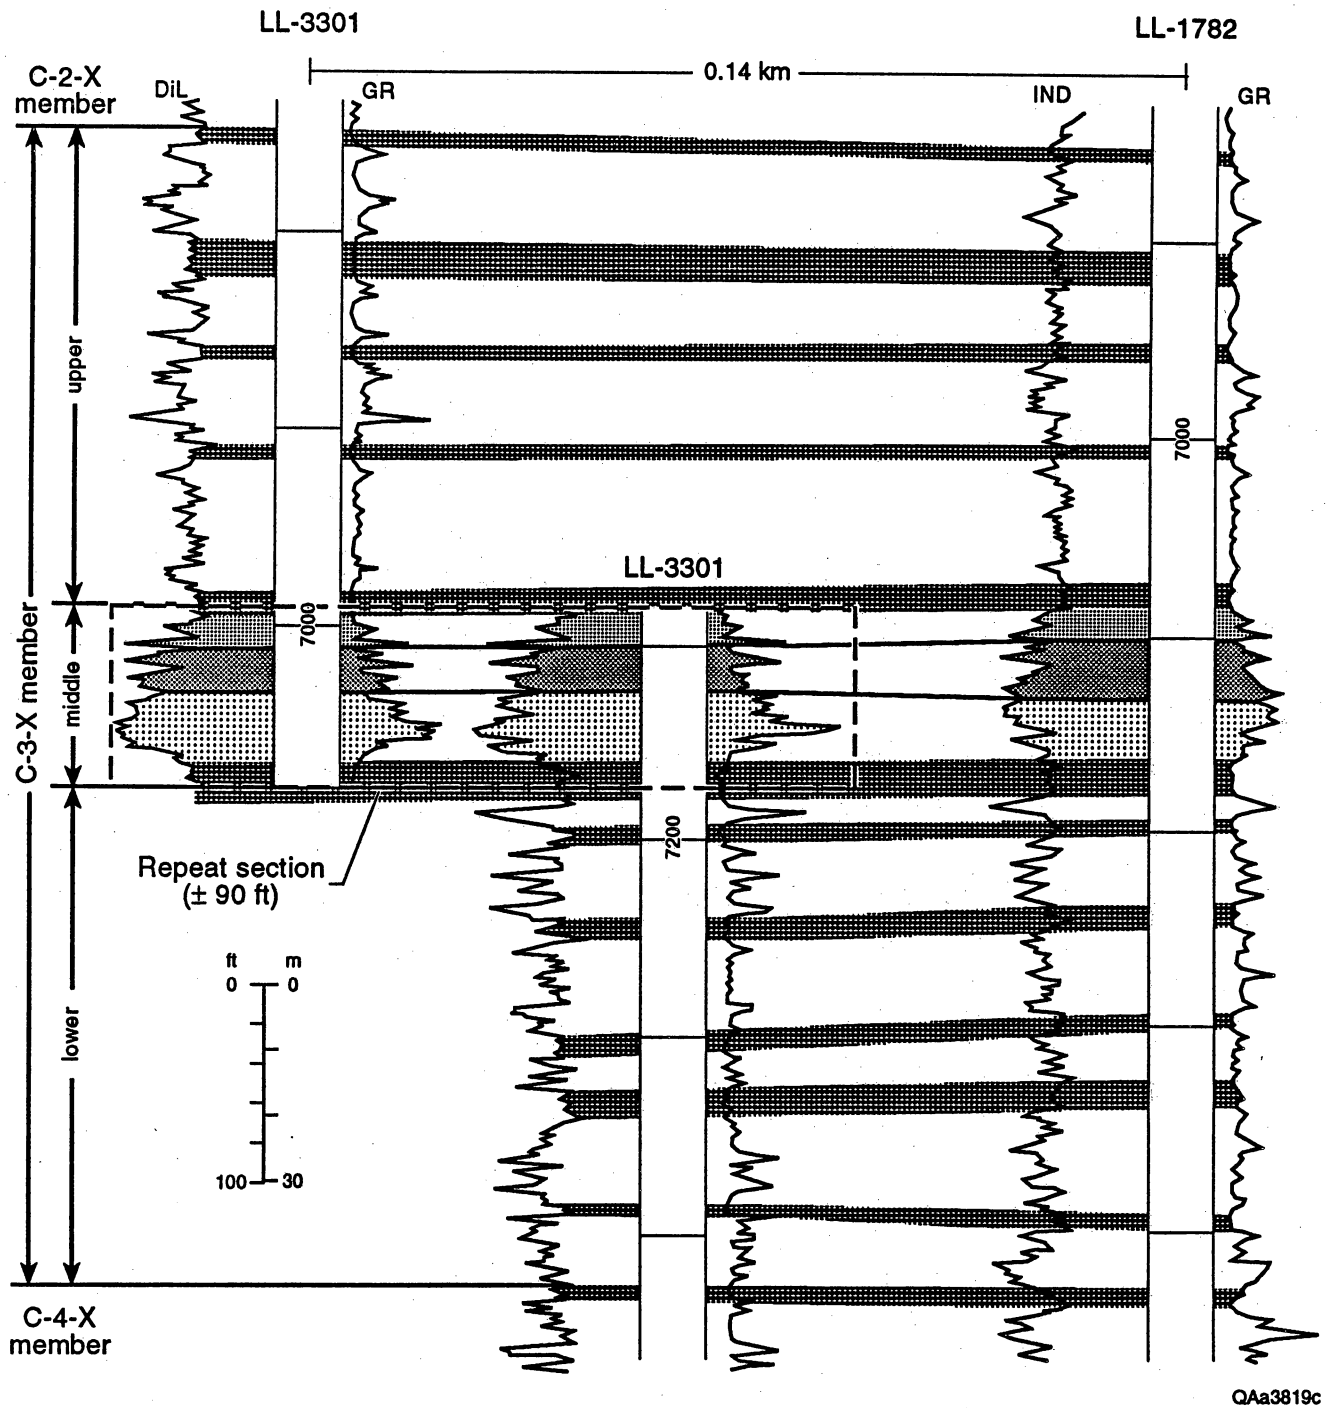 LL-3301
LL-1782
0.14 km
C-2-X
member
DiL
GR
IND
GR
upper
7000
LL-3301
7000
middle
C-3-X member
7200
Repeat section
(± 90 ft)
ft m
0 0
lower
100 30
C-4-X
member
QAa3819c